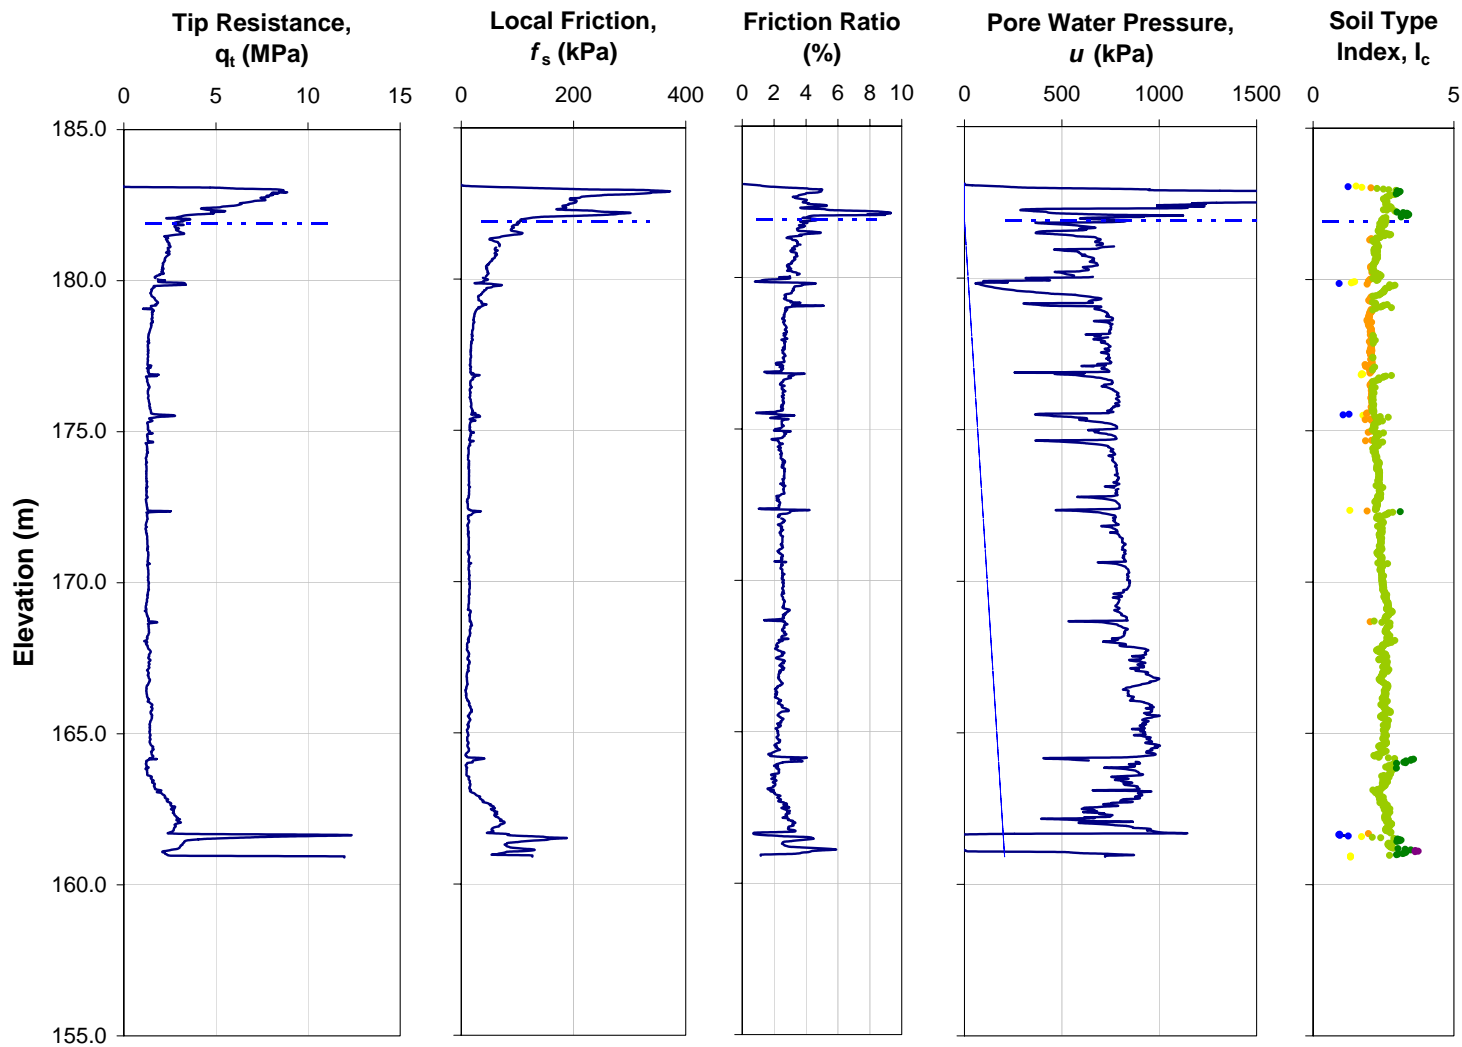 Tip Resistance,
qt (MPa)
Local Friction,
fs (kPa)
Friction Ratio
(%)
Pore Water Pressure,
u (kPa)
Soil Type
Index, Ic
0 5 10 15
0 200 400
0 2 4 6 8 10
0 500 1000 1500
0 5
185.0
180.0
175.0
170.0
165.0
160.0
155.0
Elevation (m)